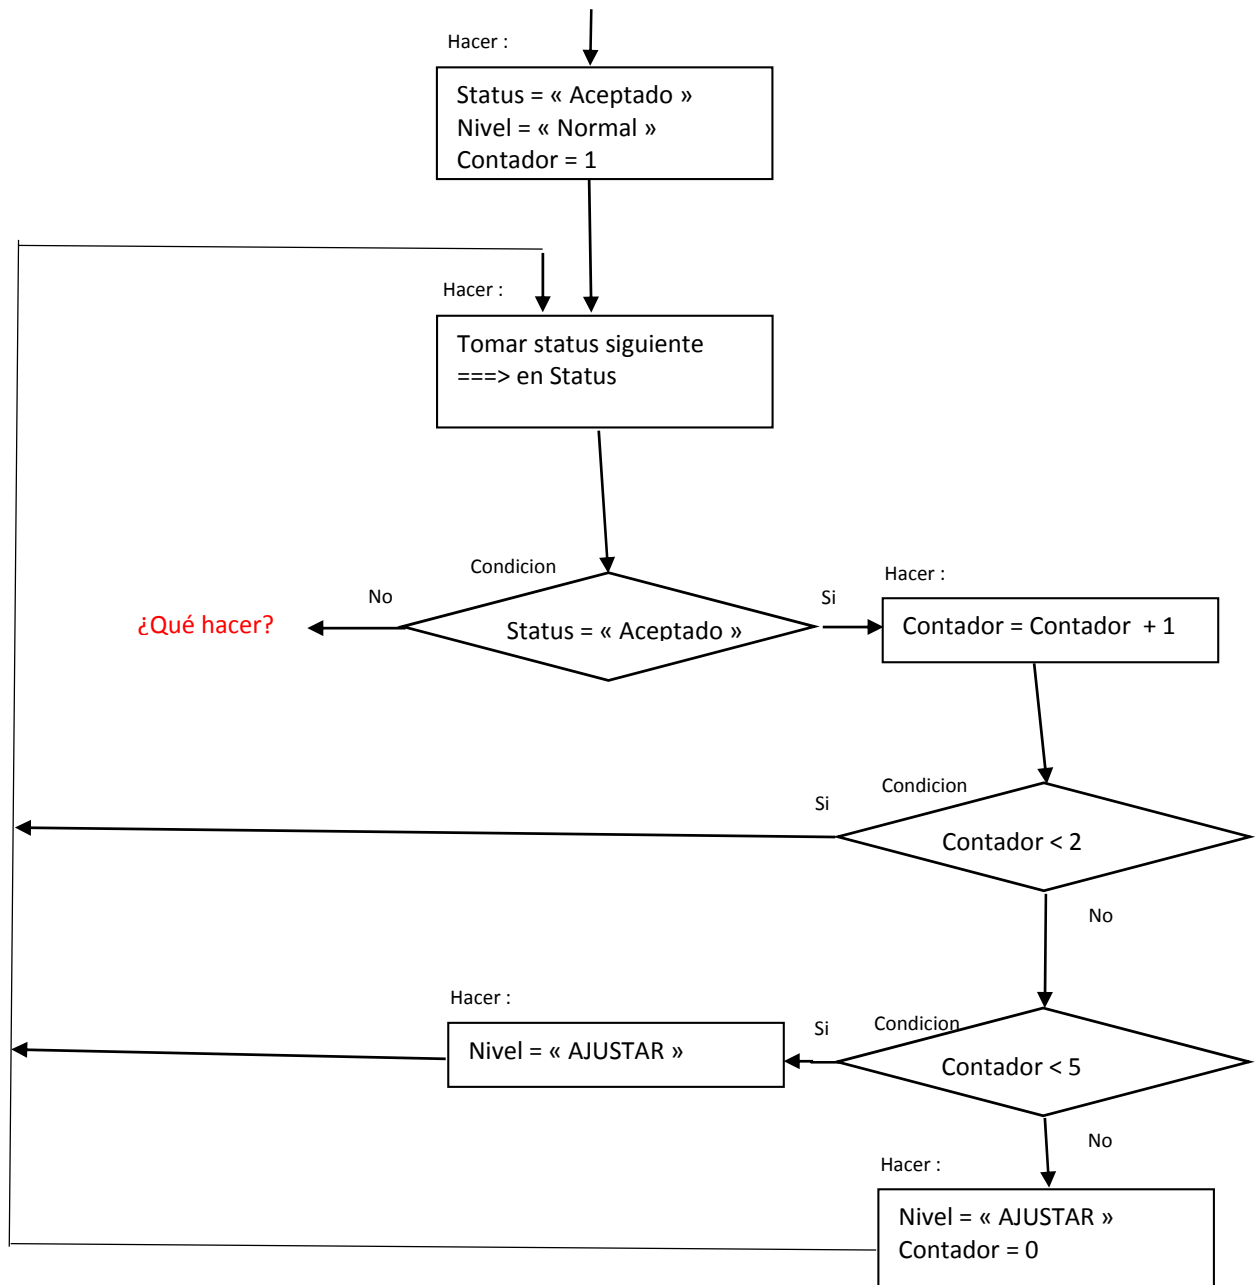 Hacer :
Status = « Aceptado »
Nivel = « Normal »
Contador = 1
Hacer :
Tomar status siguiente
===> en Status
Condicion
No
Si
Hacer :
¿Qué hacer?
Status = « Aceptado »
Contador = Contador  + 1
Condicion
Si
Contador < 2
No
Hacer :
Si
Condicion
Nivel = « AJUSTAR »
Contador < 5
No
Hacer :
Nivel = « AJUSTAR »
Contador = 0